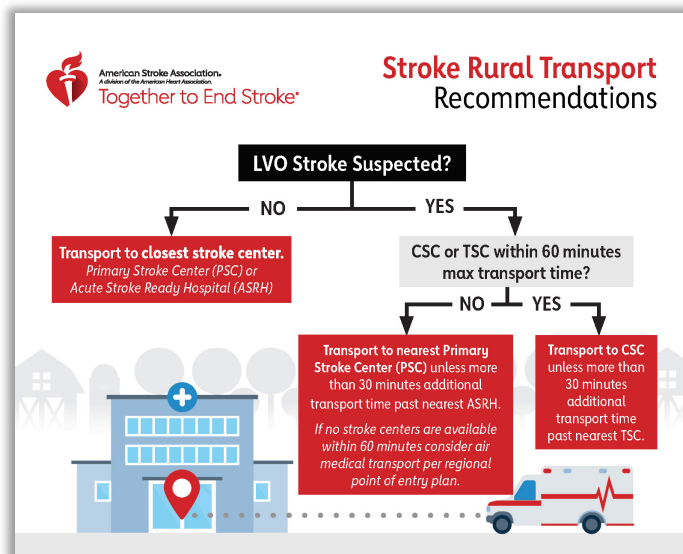 American Stroke Association®
A division of the American Heart Association.
Together to End Stroke®
Stroke Rural Transport
Recommendations
LVO Stroke Suspected?
NO
YES
Transport to closest stroke center.
Primary Stroke Center (PSC) or
Acute Stroke Ready Hospital (ASRH)
CSC or TSC within 60 minutes
max transport time?
NO
YES
Transport to nearest Primary
Stroke Center (PSC) unless more
than 30 minutes additional
transport time past nearest ASRH.
If no stroke centers are available
within 60 minutes consider air
medical transport per regional
point of entry plan.
Transport to CSC
unless more than
30 minutes
additional
transport time
past nearest TSC.